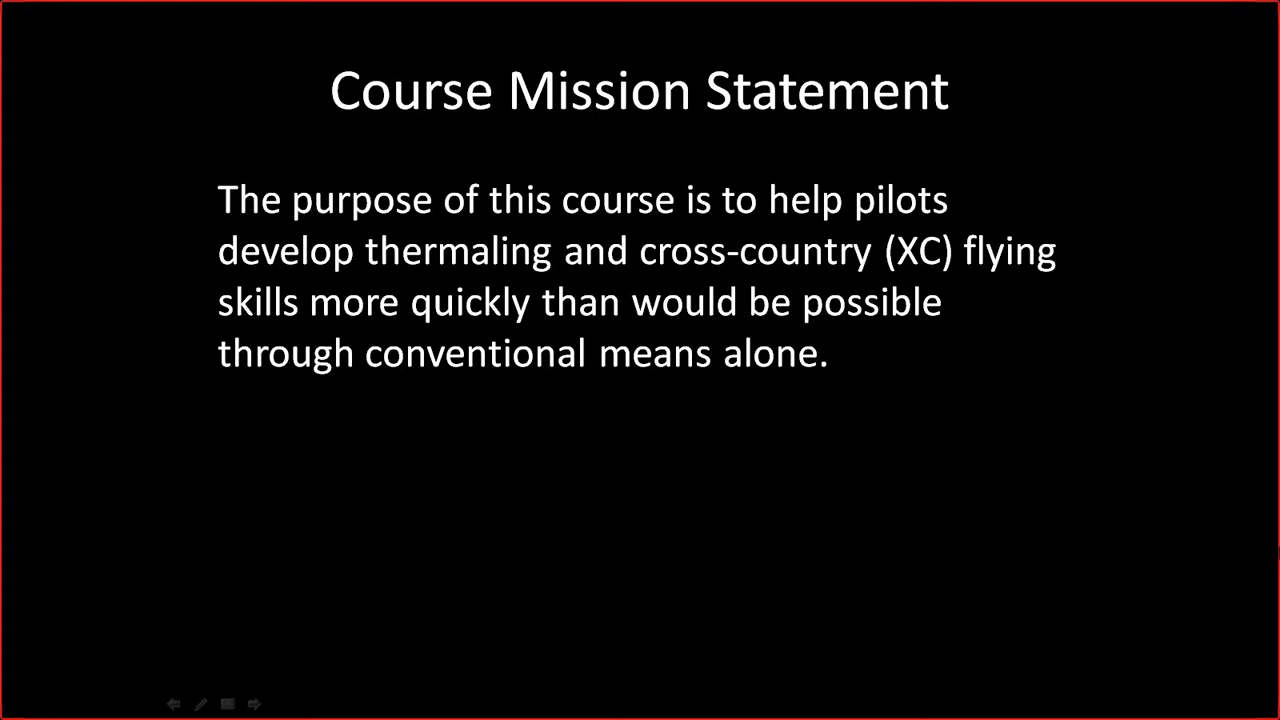 Course Mission Statement
The purpose of this course is to help pilots
develop thermaling and cross-country (XC) flying
skills more quickly than would be possible
through conventional means alone.